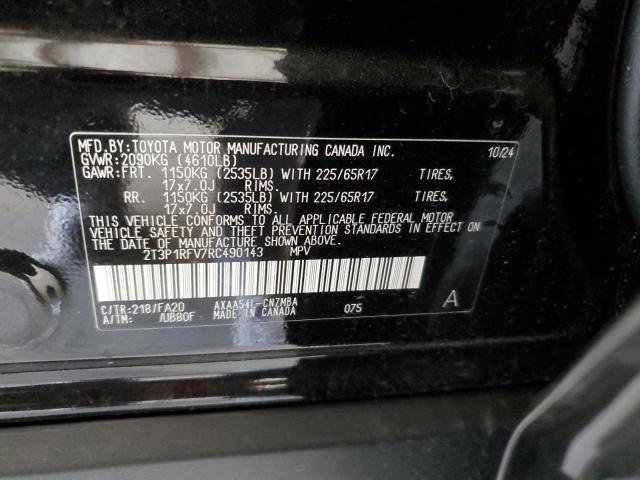 MFD.BY:TOYOTA MOTOR MANUFACTURING CANADA INC. 10/24
GVWR:2090KG (4610LB)
GAWR:FRT. 1150KG (2535LB) WITH 225/65R17 TIRES,
17x7.0J RIMS.
RR. 1150KG (2535LB) WITH 225/65R17 TIRES,
17x7.0J RIMS.
THIS VEHICLE CONFORMS TO ALL APPLICABLE FEDERAL MOTOR
VEHICLE SAFETY AND THEFT PREVENTION STANDARDS IN EFFECT ON
THE DATE OF MANUFACTURE SHOWN ABOVE.
2T3P1RFV7RC490143 MPV
C/TR:218/FA20 AXAA54L-CNZMBA 075 A
A/TM: /UB80F MADE IN CANADA